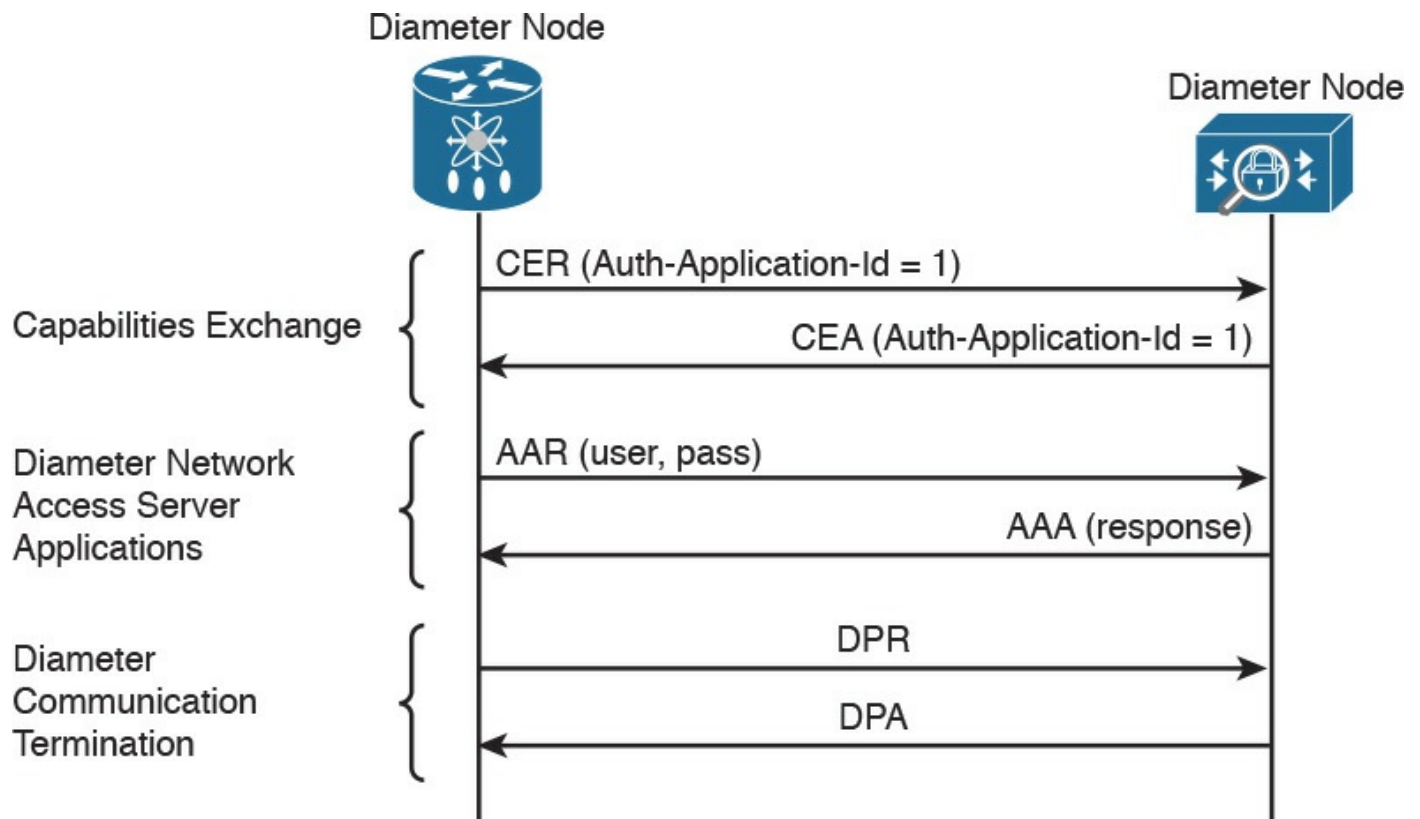 Diameter Node
Diameter Node
CER (Auth-Application-Id = 1)
Capabilities Exchange
CEA (Auth-Application-Id = 1)
AAR (user, pass)
Diameter Network
Access Server
Applications
AAA (response)
DPR
Diameter
Communication
Termination
DPA